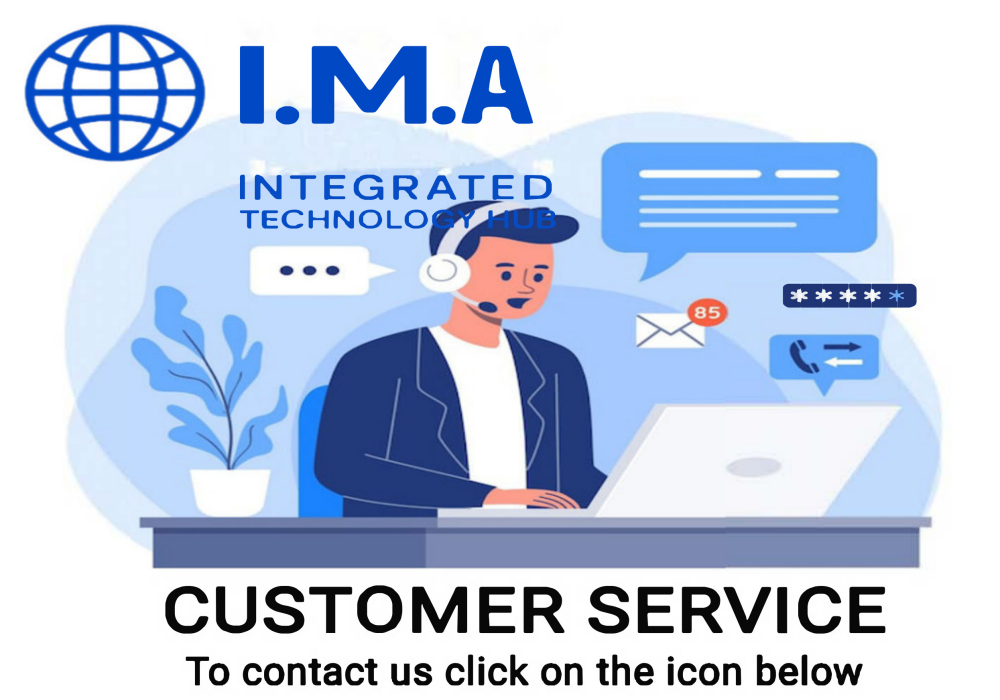 I.M.A
INTEGRATED
TECHNOLOGY HUB
85
*****
CUSTOMER SERVICE
To contact us click on the icon below